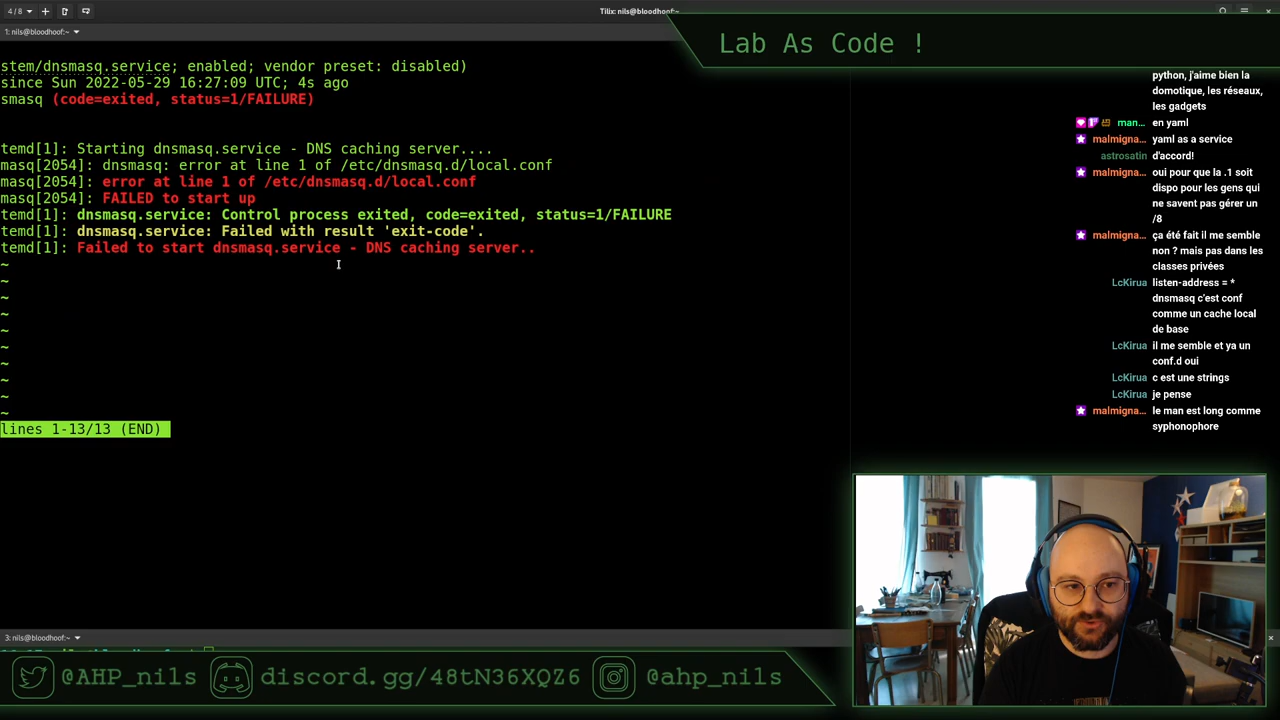 4 / 8
Tilix: nils@bloodhoof:~
1: nils@bloodhoof:~
Lab As Code !
stem/dnsmasq.service; enabled; vendor preset: disabled)
since Sun 2022-05-29 16:27:09 UTC; 4s ago
smasq (code=exited, status=1/FAILURE)
temd[1]: Starting dnsmasq.service - DNS caching server....
masq[2054]: dnsmasq: error at line 1 of /etc/dnsmasq.d/local.conf
masq[2054]: error at line 1 of /etc/dnsmasq.d/local.conf
masq[2054]: FAILED to start up
temd[1]: dnsmasq.service: Control process exited, code=exited, status=1/FAILURE
temd[1]: dnsmasq.service: Failed with result 'exit-code'.
temd[1]: Failed to start dnsmasq.service - DNS caching server..
~
~
~
~
~
~
~
~
~
~
lines 1-13/13 (END)
3: nils@bloodhoof:~
python, j'aime bien la
domotique, les réseaux,
les gadgets
man... en yaml
malmigna... yaml as a service
astrosatin d'accord!
malmigna... oui pour que la .1 soit
dispo pour les gens qui
ne savent pas gérer un
/8
malmigna... ça été fait il me semble
non ? mais pas dans les
classes privées
LcKirua listen-address = *
dnsmasq c'est conf
comme un cache local
de base
LcKirua il me semble et ya un
conf.d oui
LcKirua c est une strings
LcKirua je pense
malmigna... le man est long comme
syphonophore
@AHP_nils
discord.gg/48tN36XQZ6
@ahp_nils